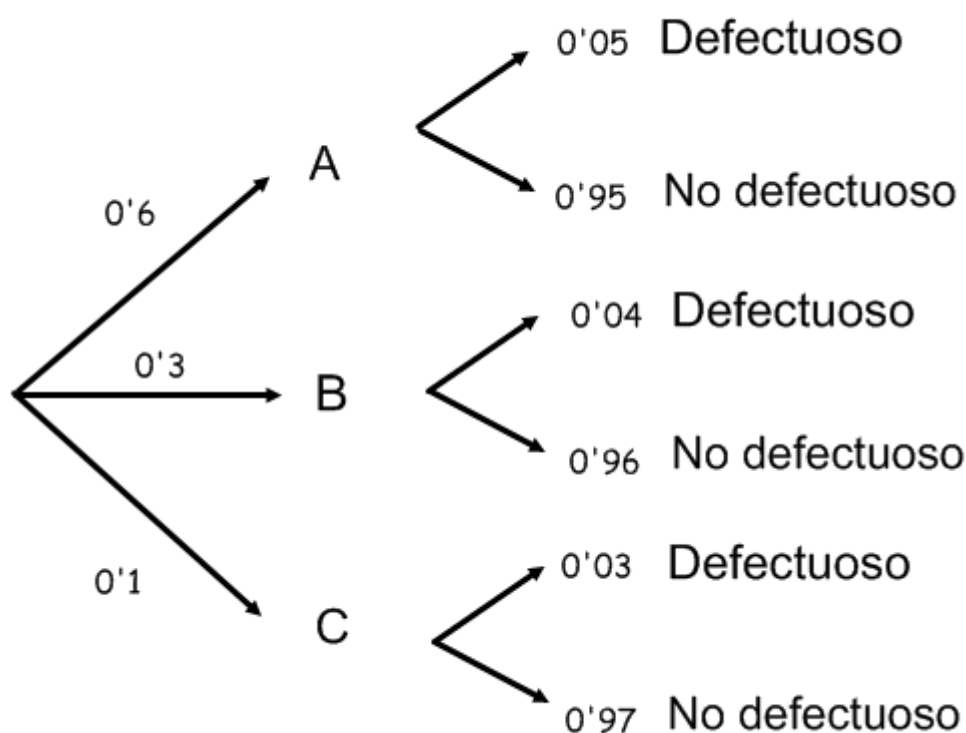 0'05 Defectuoso
A
0'6
0'95 No defectuoso
0'04 Defectuoso
0'3
B
0'96 No defectuoso
0'03 Defectuoso
0'1
C
0'97 No defectuoso